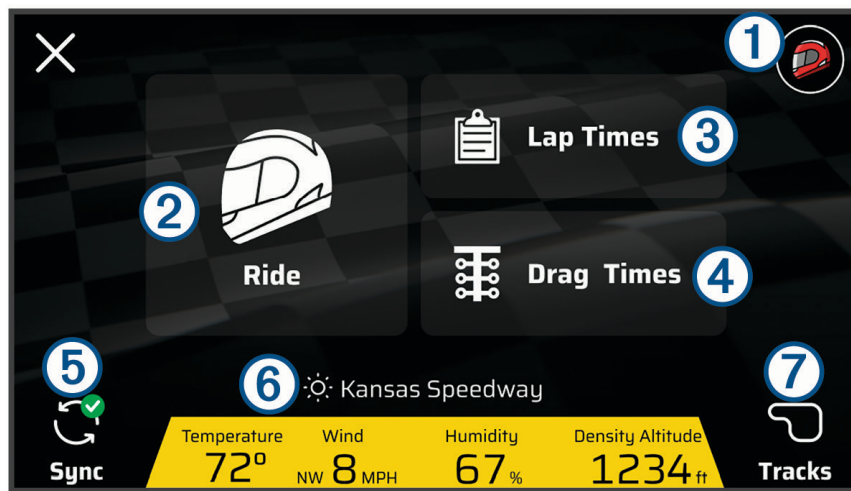 1
Lap Times 3
2
Ride
Drag Times 4
5
6 Kansas Speedway
7
Temperature Wind Humidity Density Altitude
72° NW 8 MPH 67 % 1234 ft
Sync
Tracks